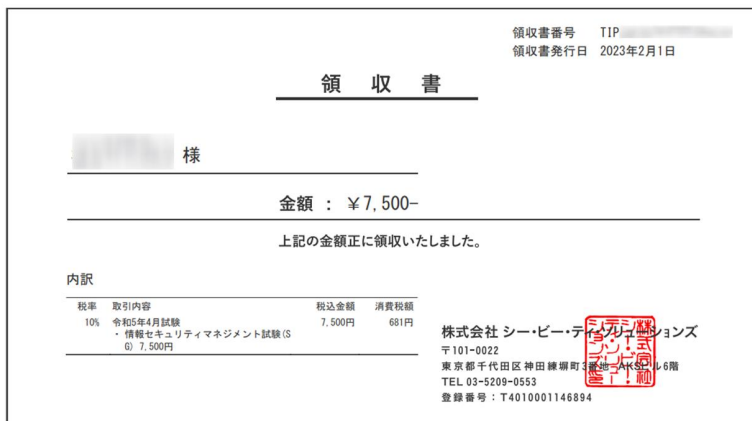 領収書番号 TIP
領収書発行日 2023年2月1日
領 収 書
様
金額 : ¥7,500-
上記の金額正に領収いたしました。
内訳
税率 取引内容 税込金額 消費税額
10% 令和5年4月試験 7,500円 681円
・ 情報セキュリティマネジメント試験(S
G) 7,500円
株式会社 シー・ビー・ティ・ソリューションズ
〒101-0022
東京都千代田区神田練塀町3番地 AKSビル6階
TEL 03-5209-0553
登録番号:T4010001146894